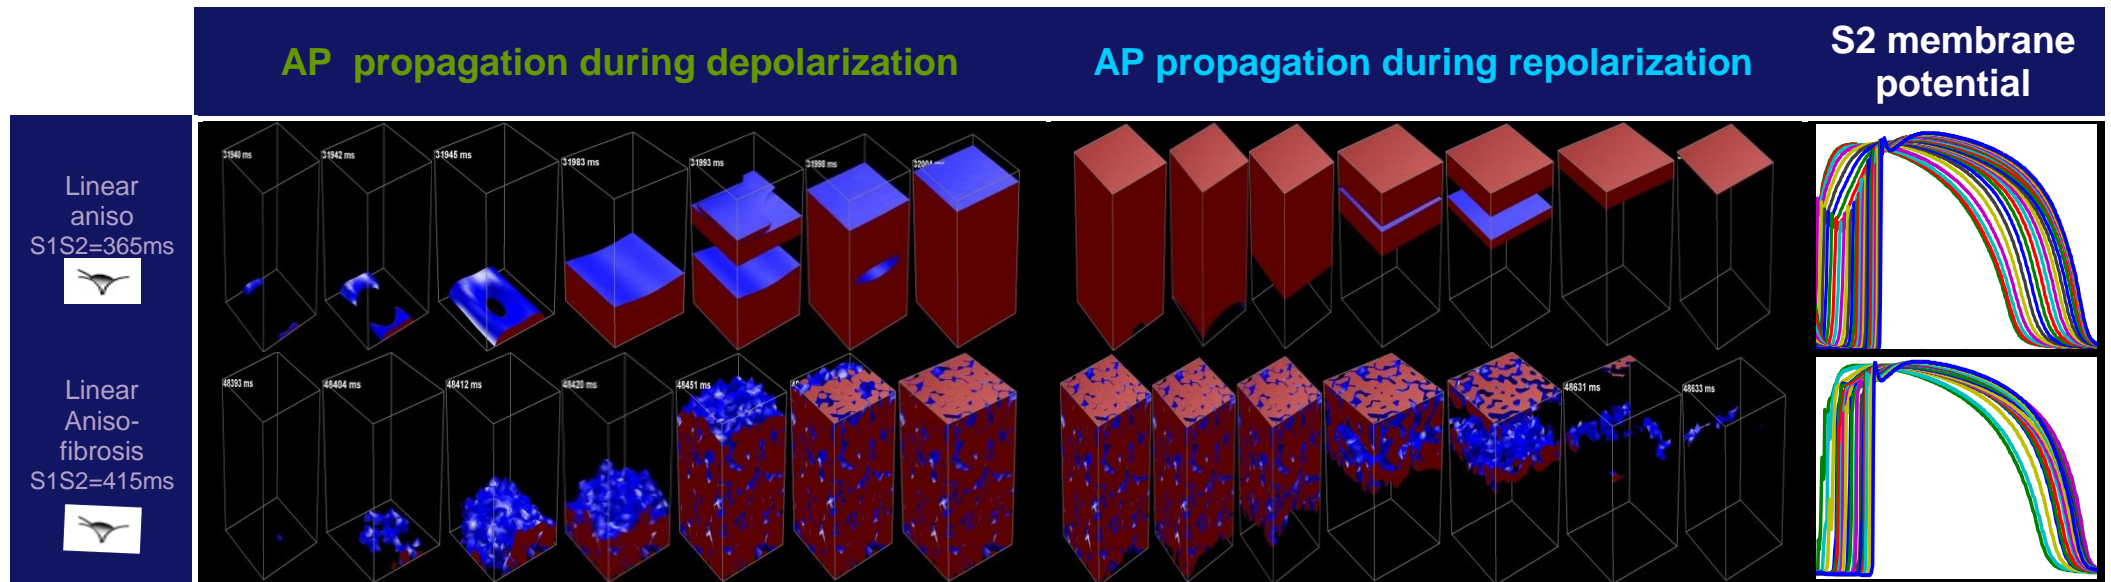 AP propagation during depolarization
AP propagation during repolarization
S2 membrane
potential
Linear
aniso
S1S2=365ms
31940 ms
31942 ms
31945 ms
31983 ms
31993 ms
31998 ms
Linear
Aniso-
fibrosis
S1S2=415ms
48393 ms
48404 ms
48412 ms
48420 ms
48451 ms
48631 ms
48633 ms